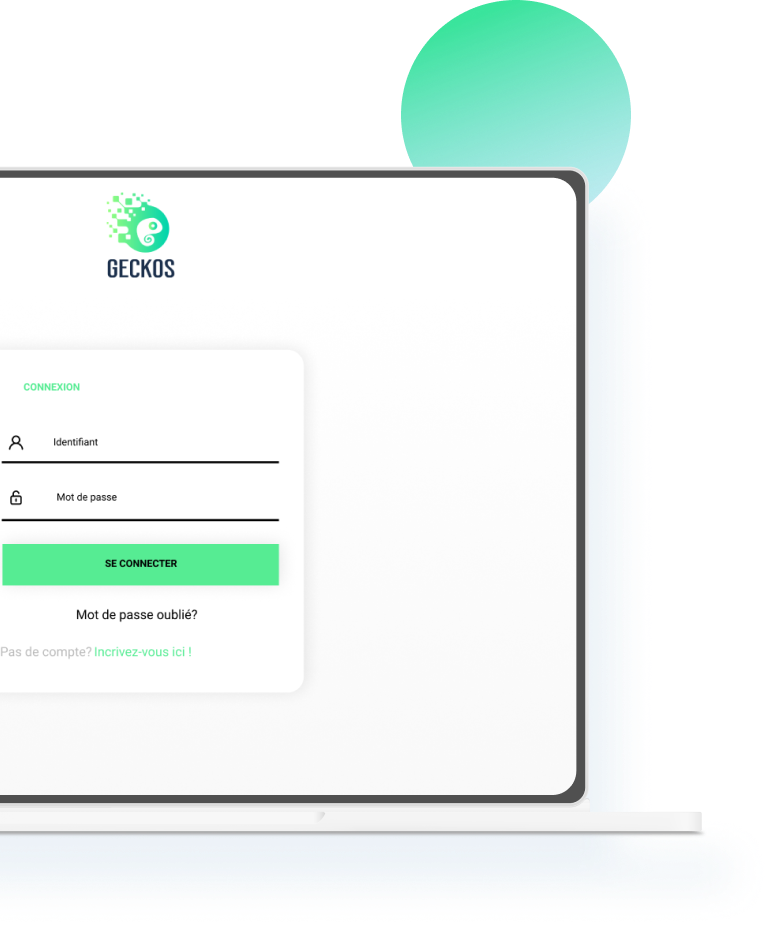 GECKOS
CONNEXION
Identifiant
Mot de passe
SE CONNECTER
Mot de passe oublié?
Pas de compte? Incrivez-vous ici !